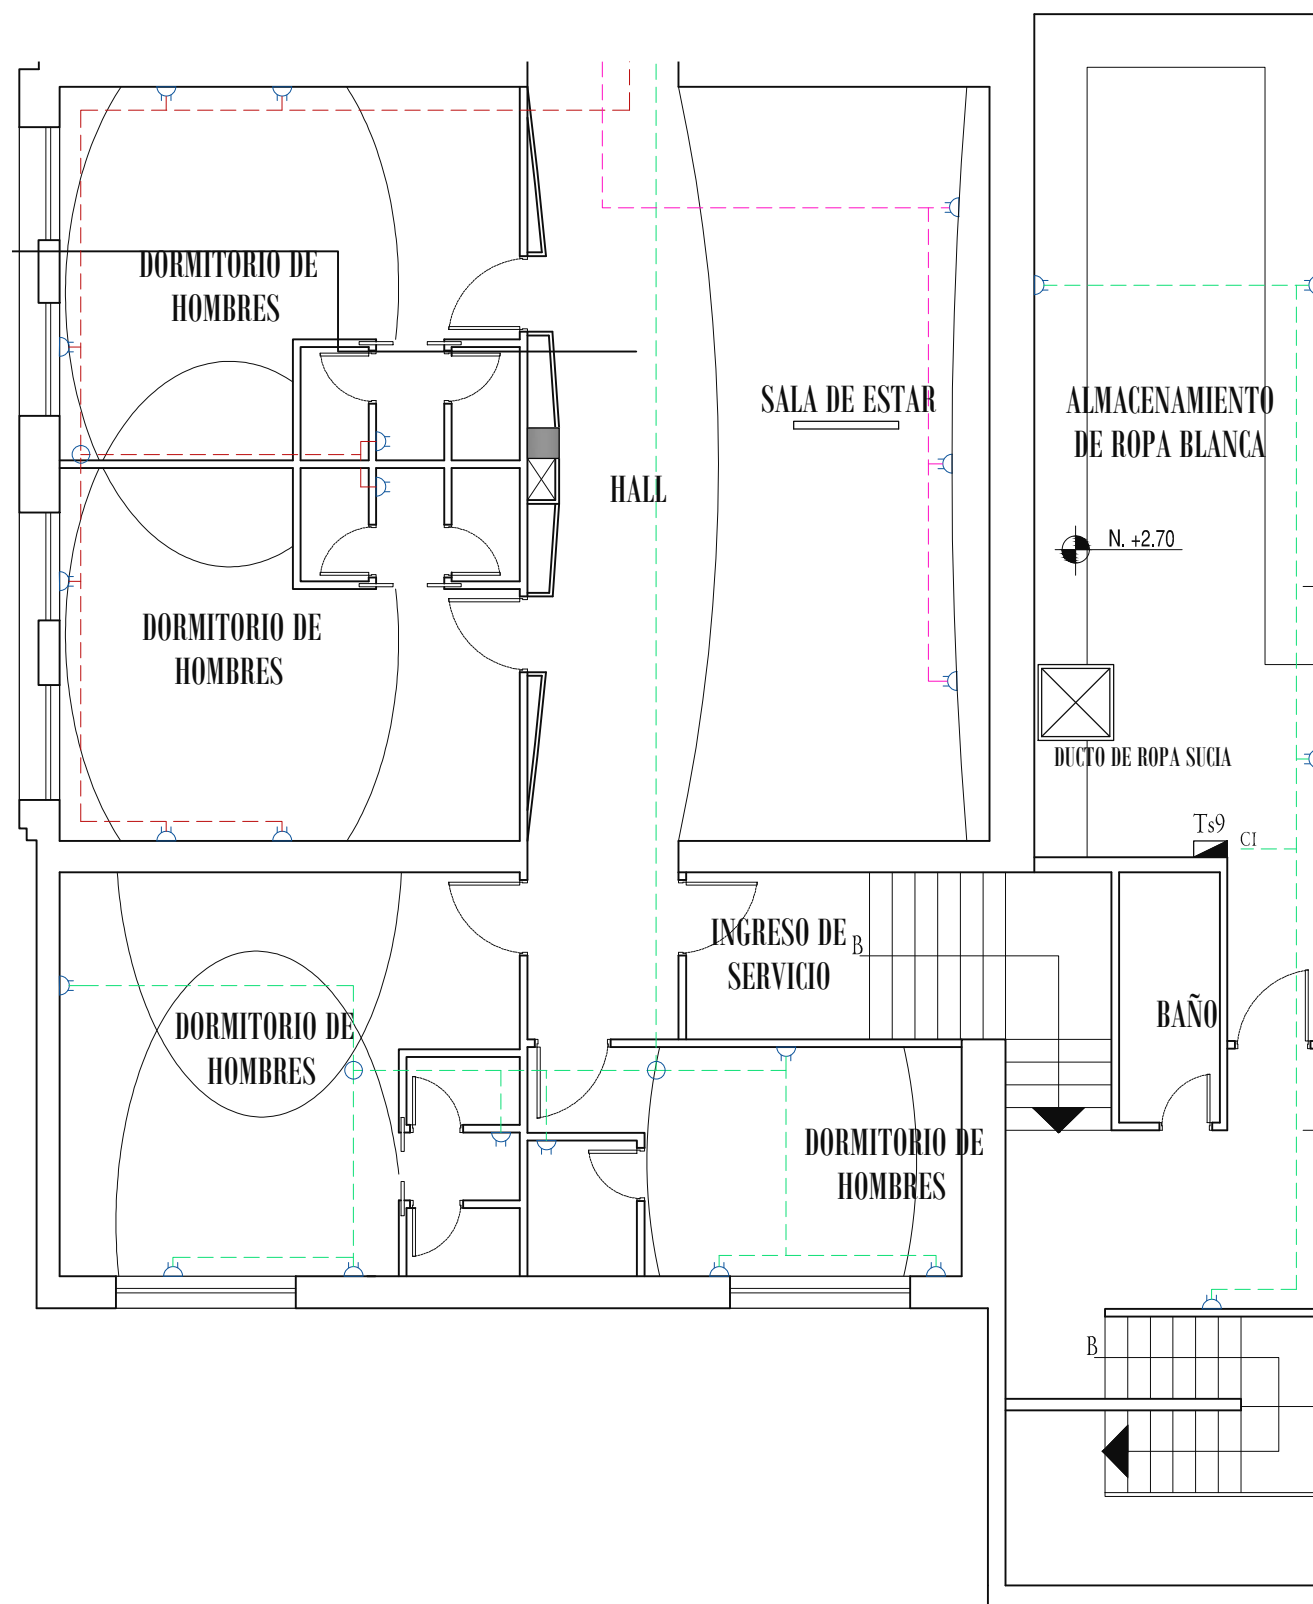 DORMITORIO DE
HOMBRES
SALA DE ESTAR
ALMACENAMIENTO
DE ROPA BLANCA
HALL
N. +2.70
DORMITORIO DE
HOMBRES
DUCTO DE ROPA SUCIA
Ts9
CI
INGRESO DE
SERVICIO
B
BAÑO
DORMITORIO DE
HOMBRES
DORMITORIO DE
HOMBRES
B